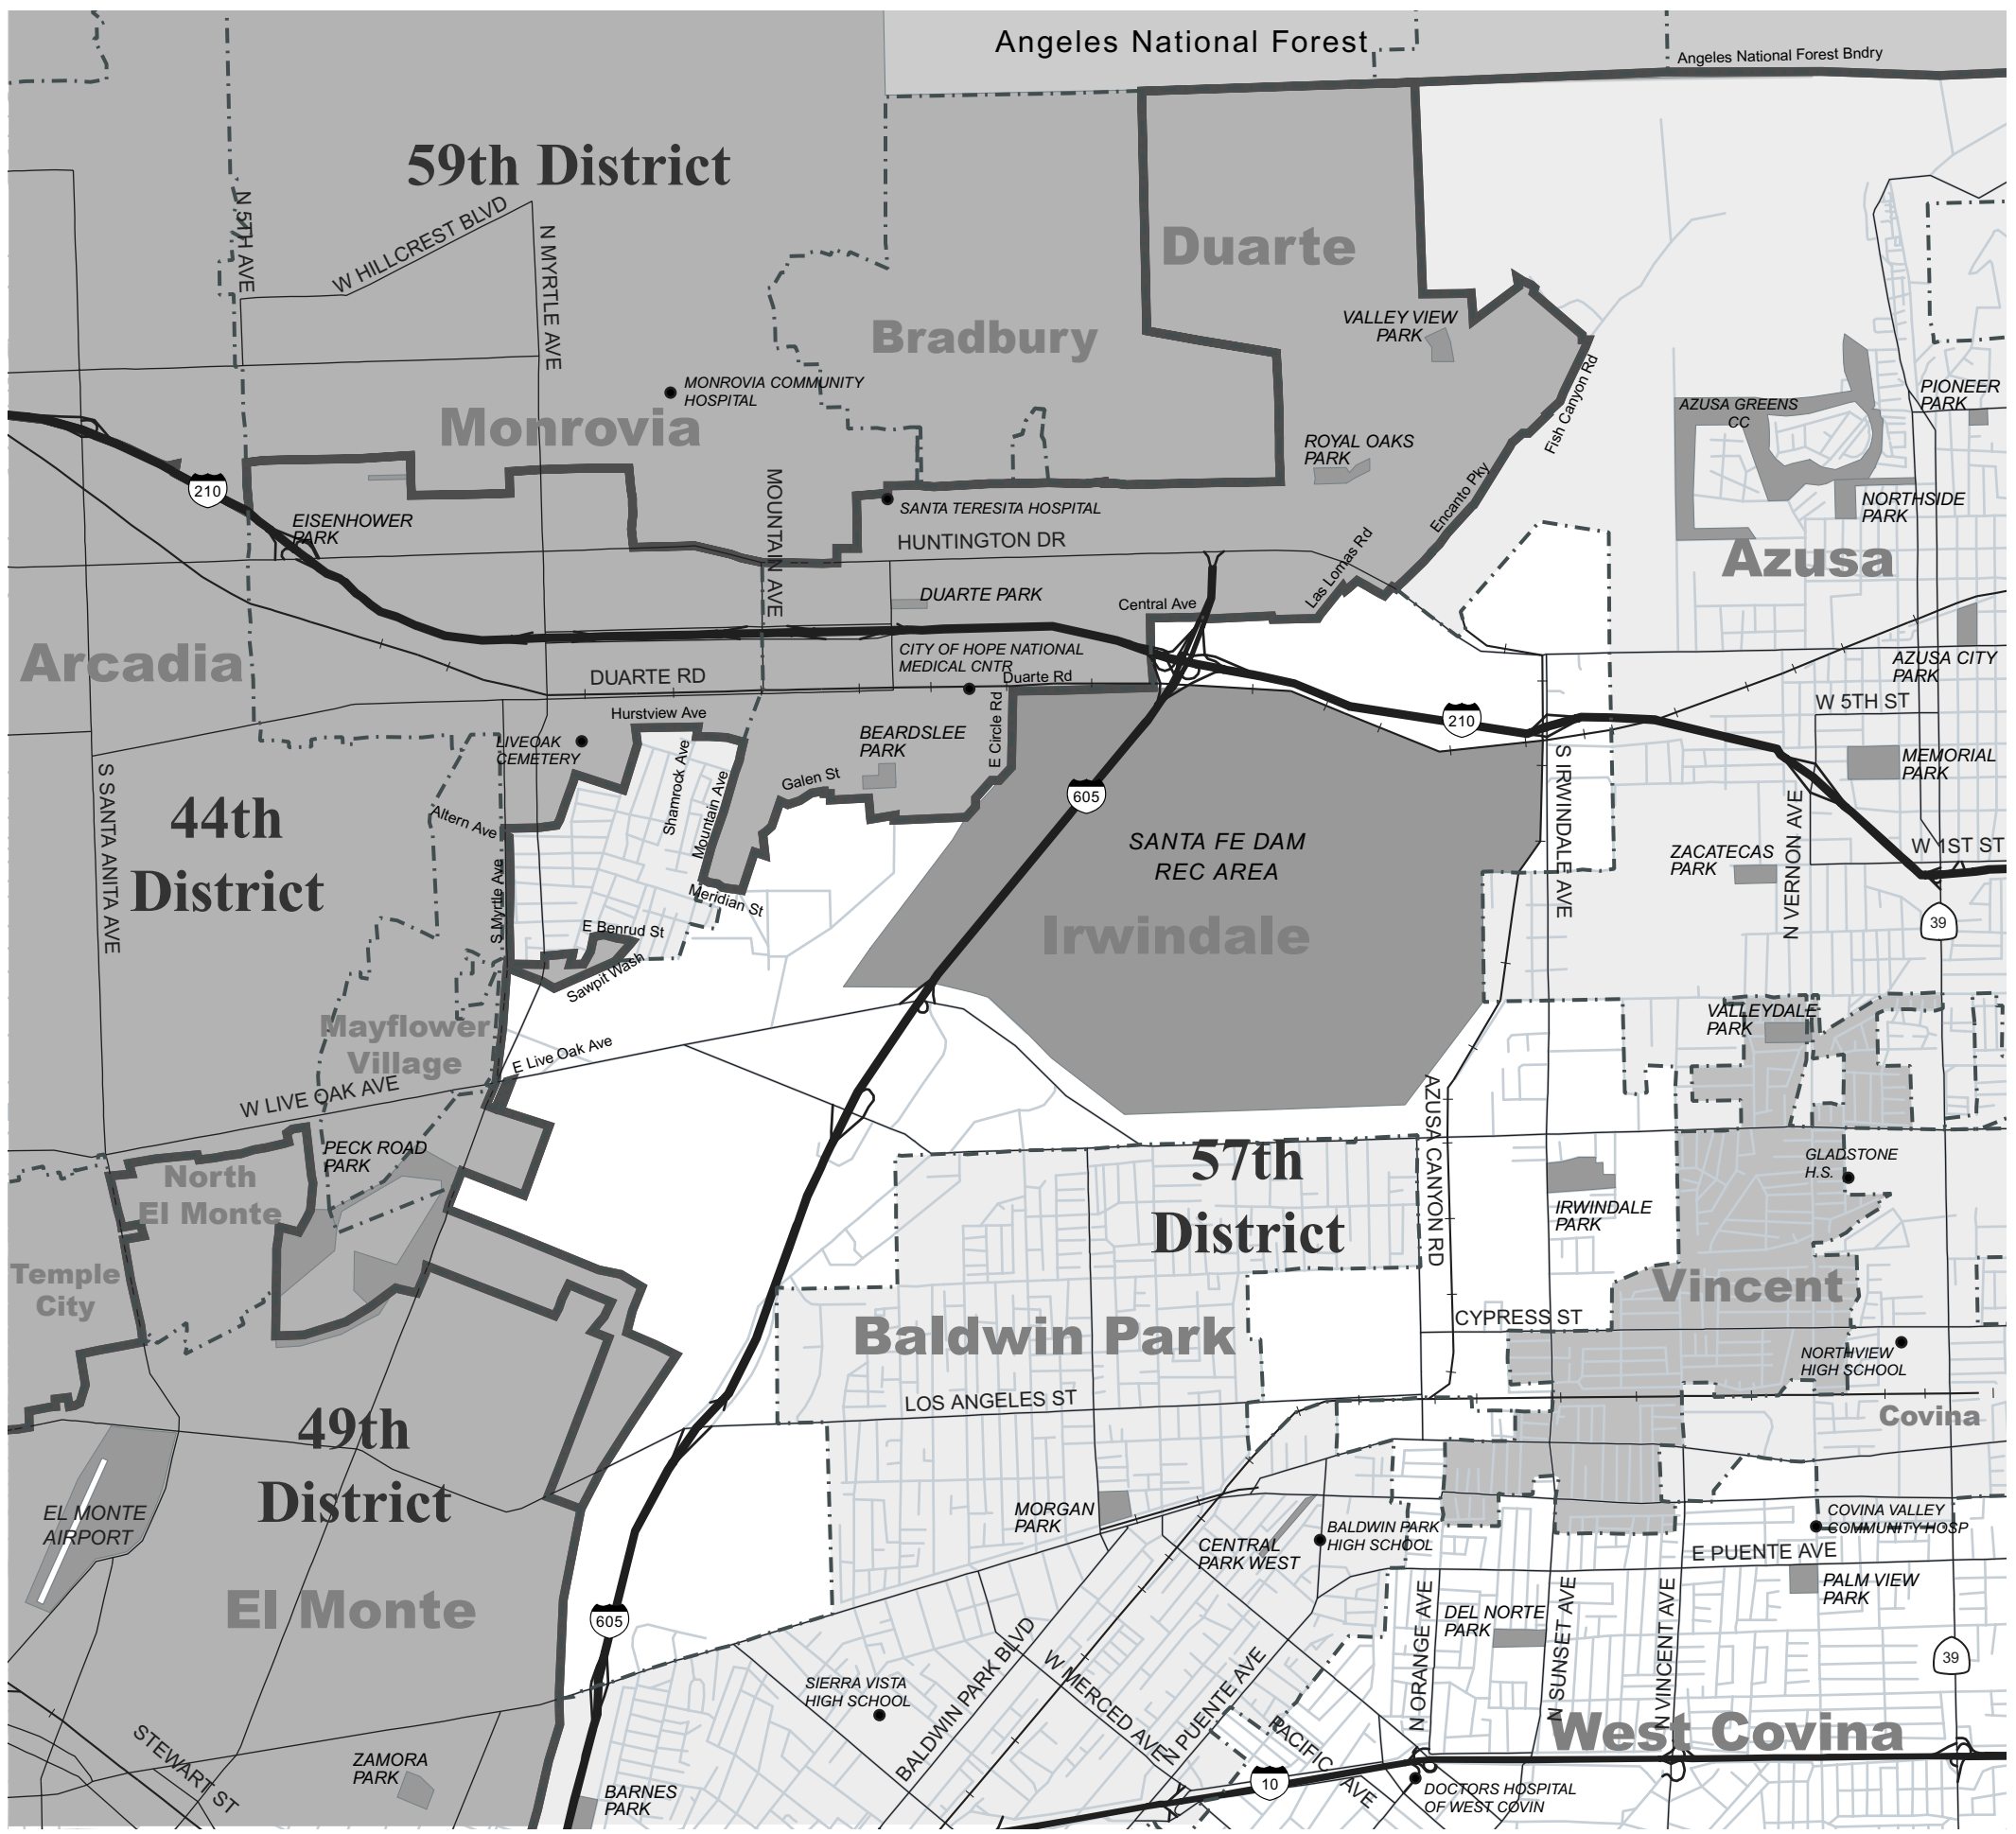 Angeles National Forest
Angeles National Forest Bndry
59th District
N 5TH AVE
W HILLCREST BLVD
N MYRTLE AVE
Duarte
Bradbury
VALLEY VIEW
PARK
MONROVIA COMMUNITY
HOSPITAL
Monrovia
Fish Canyon Rd
AZUSA GREENS
CC
PIONEER
PARK
ROYAL OAKS
PARK
210
MOUNTAIN AVE
SANTA TERESITA HOSPITAL
Encanto Pky
NORTHSIDE
PARK
EISENHOWER
PARK
HUNTINGTON DR
Azusa
Las Lomas Rd
DUARTE PARK
Central Ave
Arcadia
CITY OF HOPE NATIONAL
MEDICAL CNTR
DUARTE RD
Duarte Rd
AZUSA CITY
PARK
W 5TH ST
Hurstview Ave
LIVEOAK
CEMETERY
BEARDSLEE
PARK
E Circle Rd
210
MEMORIAL
PARK
S SANTA ANITA AVE
44th
District
Altern Ave
Shamrock Ave
Mountain Ave
Galen St
605
SANTA FE DAM
REC AREA
S IRWINDALE AVE
ZACATECAS
PARK
N VERNON AVE
W 1ST ST
S Myrtle Ave
Meridian St
E Benrud St
Irwindale
39
Sawpit Wash
Mayflower
Village
E Live Oak Ave
VALLEYDALE
PARK
W LIVE OAK AVE
AZUSA CANYON RD
PECK ROAD
PARK
North
El Monte
57th
District
GLADSTONE
H.S.
IRWINDALE
PARK
Temple
City
Vincent
Baldwin Park
CYPRESS ST
NORTHVIEW
HIGH SCHOOL
LOS ANGELES ST
Covina
49th
District
EL MONTE
AIRPORT
MORGAN
PARK
CENTRAL
PARK WEST
BALDWIN PARK
HIGH SCHOOL
COVINA VALLEY
COMMUNITY HOSP
E PUENTE AVE
El Monte
605
PALM VIEW
PARK
DEL NORTE
PARK
N ORANGE AVE
N SUNSET AVE
N VINCENT AVE
39
SIERRA VISTA
HIGH SCHOOL
BALDWIN PARK BLVD
W MERCED AVE
N PUENTE AVE
PACIFIC AVE
West Covina
STEWART ST
ZAMORA
PARK
BARNES
PARK
10
DOCTORS HOSPITAL
OF WEST COVIN